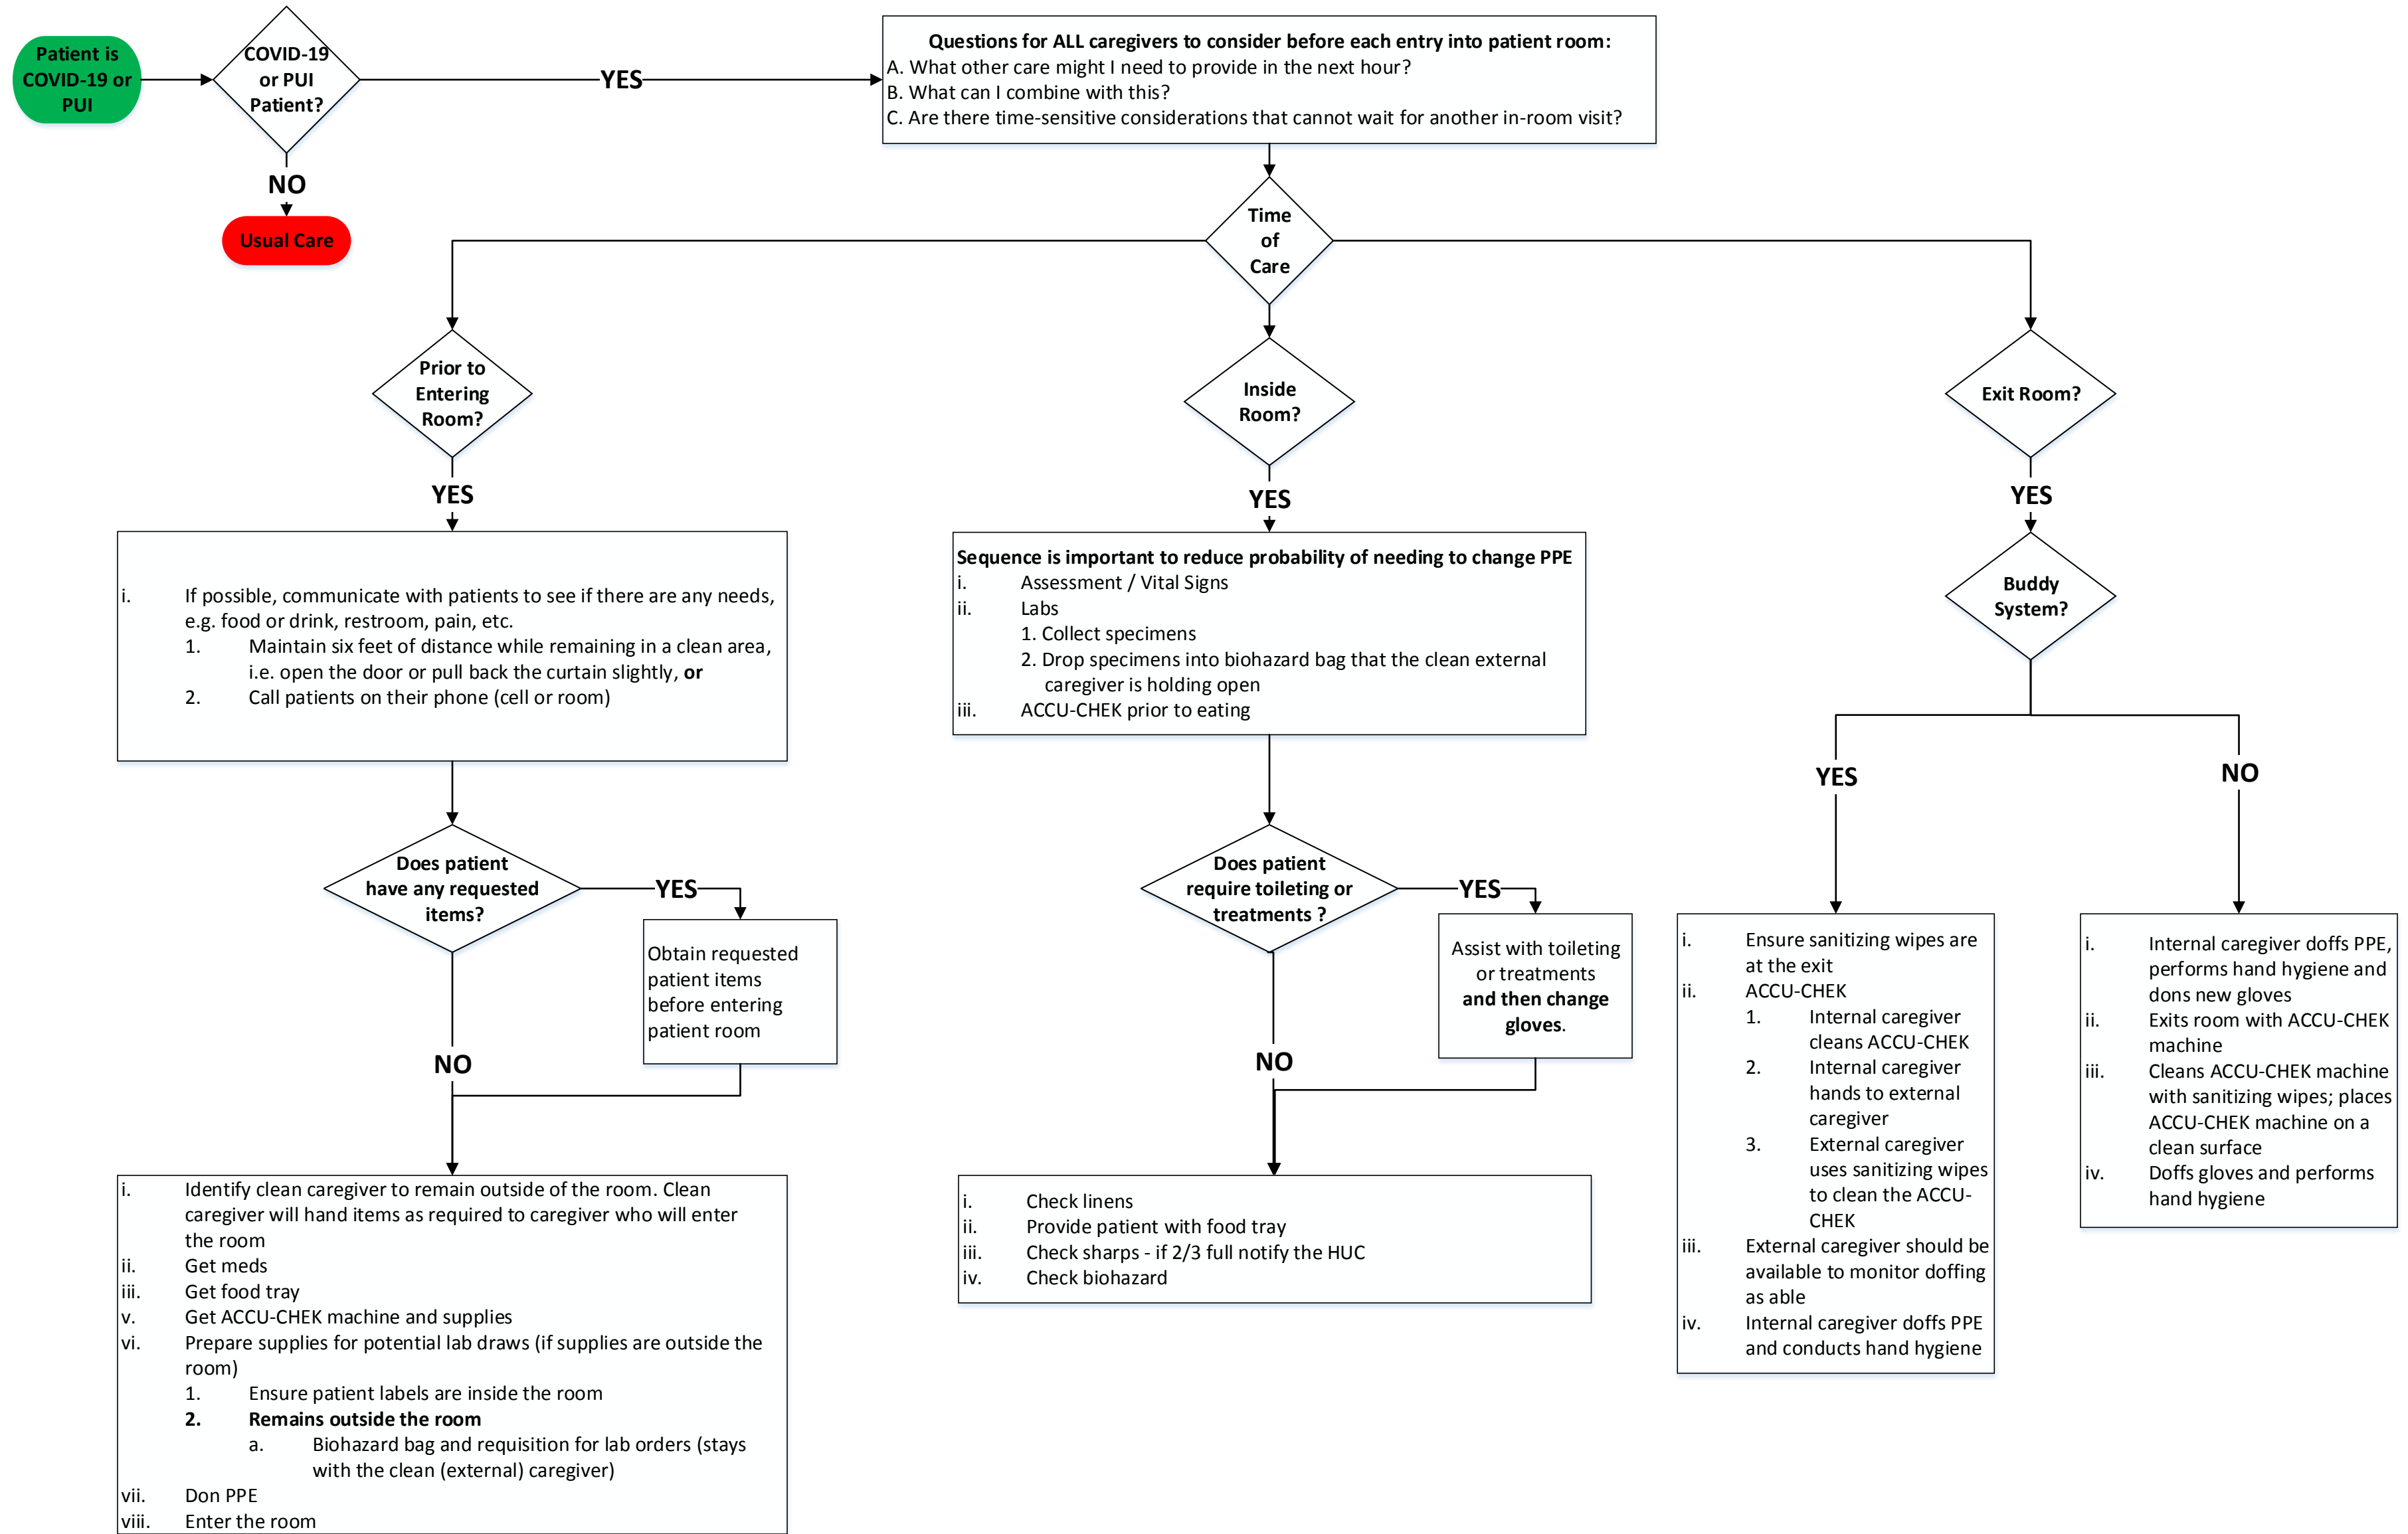 Patient is
COVID-19 or
PUI
COVID-19
or PUI
Patient?
YES
NO
Usual Care
Questions for ALL caregivers to consider before each entry into patient room:
A. What other care might I need to provide in the next hour?
B. What can I combine with this?
C. Are there time-sensitive considerations that cannot wait for another in-room visit?
Time
of
Care
Prior to
Entering
Room?
YES
i. If possible, communicate with patients to see if there are any needs,
e.g. food or drink, restroom, pain, etc.
1. Maintain six feet of distance while remaining in a clean area,
i.e. open the door or pull back the curtain slightly, or
2. Call patients on their phone (cell or room)
Does patient
have any requested
items?
YES
Obtain requested
patient items
before entering
patient room
NO
i. Identify clean caregiver to remain outside of the room. Clean
caregiver will hand items as required to caregiver who will enter
the room
ii. Get meds
iii. Get food tray
v. Get ACCU-CHEK machine and supplies
vi. Prepare supplies for potential lab draws (if supplies are outside the
room)
1. Ensure patient labels are inside the room
2. Remains outside the room
a. Biohazard bag and requisition for lab orders (stays
with the clean (external) caregiver)
vii. Don PPE
viii. Enter the room
Inside
Room?
YES
Sequence is important to reduce probability of needing to change PPE
i. Assessment / Vital Signs
ii. Labs
1. Collect specimens
2. Drop specimens into biohazard bag that the clean external
caregiver is holding open
iii. ACCU-CHEK prior to eating
Does patient
require toileting or
treatments ?
YES
Assist with toileting
or treatments
and then change
gloves.
NO
i. Check linens
ii. Provide patient with food tray
iii. Check sharps - if 2/3 full notify the HUC
iv. Check biohazard
Exit Room?
YES
Buddy
System?
YES
i. Ensure sanitizing wipes are
at the exit
ii. ACCU-CHEK
1. Internal caregiver
cleans ACCU-CHEK
2. Internal caregiver
hands to external
caregiver
3. External caregiver
uses sanitizing wipes
to clean the ACCU-
CHEK
iii. External caregiver should be
available to monitor doffing
as able
iv. Internal caregiver doffs PPE
and conducts hand hygiene
NO
i. Internal caregiver doffs PPE,
performs hand hygiene and
dons new gloves
ii. Exits room with ACCU-CHEK
machine
iii. Cleans ACCU-CHEK machine
with sanitizing wipes; places
ACCU-CHEK machine on a
clean surface
iv. Doffs gloves and performs
hand hygiene